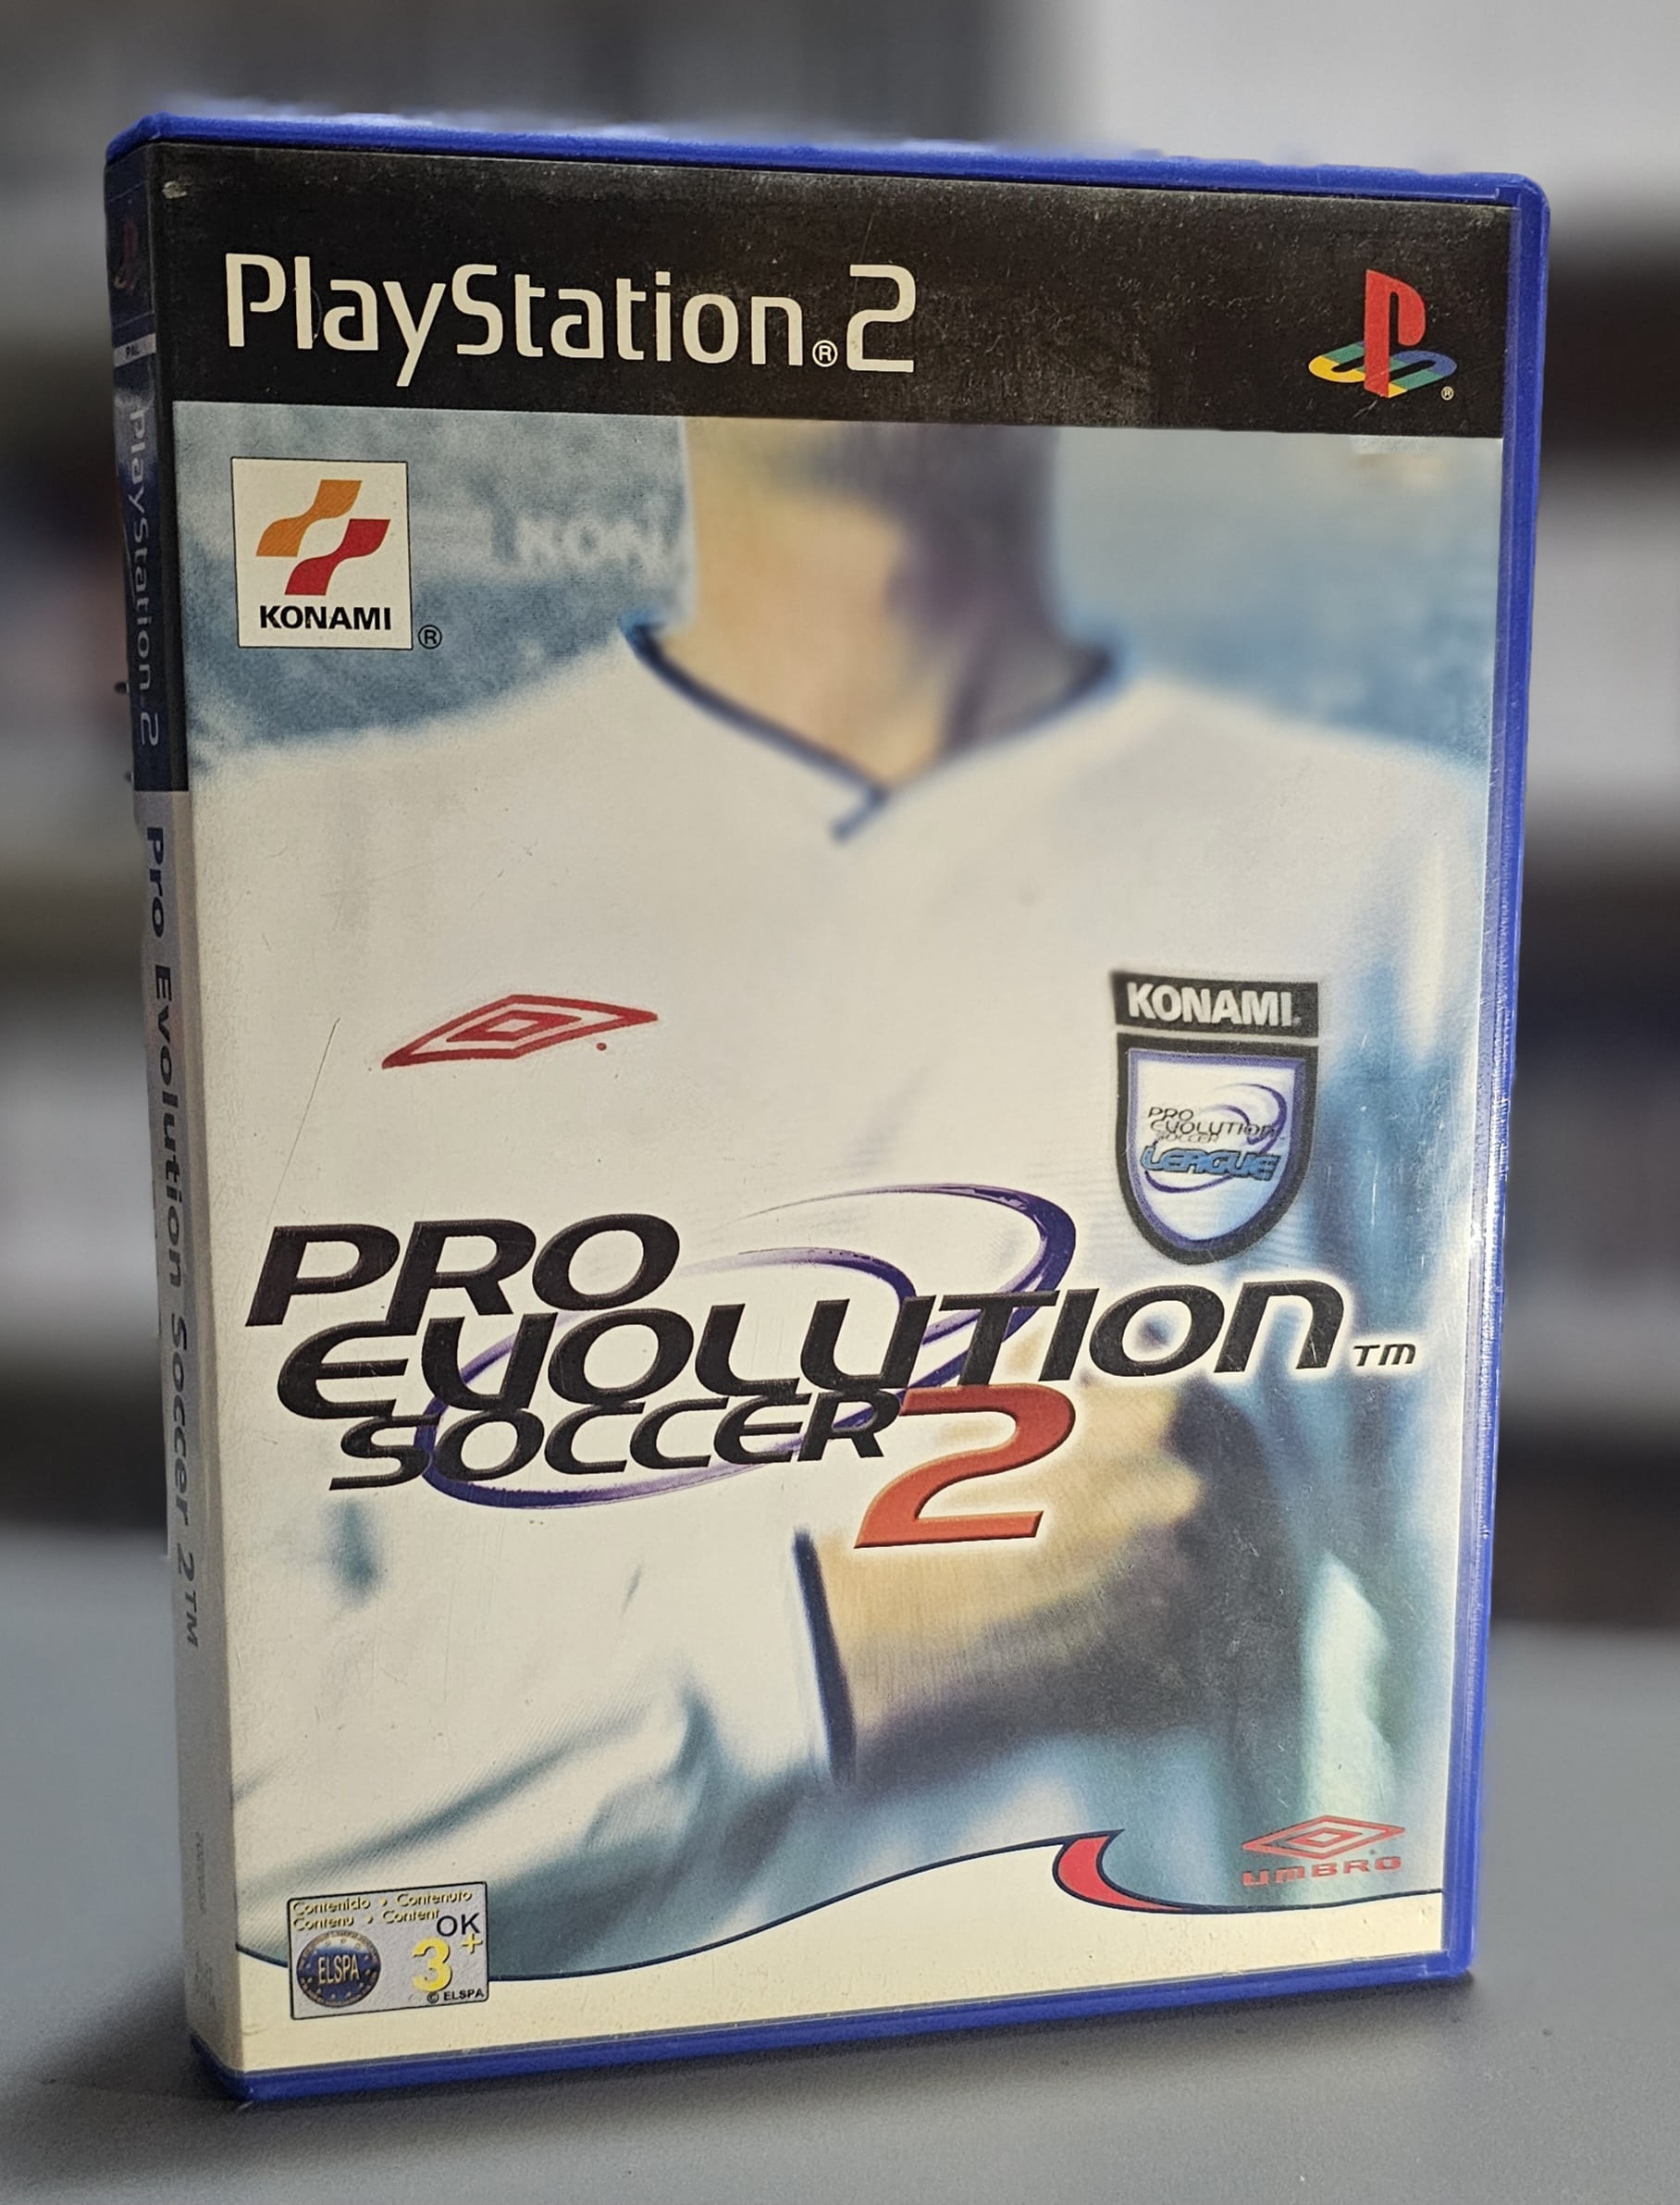 PlayStation®2
KONAMI ®
KON
KONAMI
PRO
EVOLUTION
SOCCER
LEAGUE
PRO
EVOLUTION™
SOCCER 2
UMBRO
Contenido • Contenuto
Contenu • Content
OK
ELSPA
3+
© ELSPA
PAL
PlayStation 2
Pro Evolution Soccer 2™